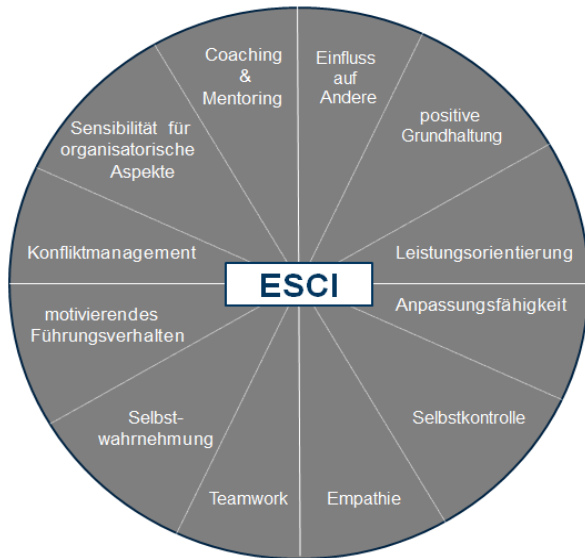 Coaching
&
Mentoring
Einfluss
auf
Andere
positive
Grundhaltung
Leistungsorientierung
Anpassungsfähigkeit
Selbstkontrolle
Empathie
Teamwork
Selbst-
wahrnehmung
motivierendes
Führungsverhalten
Konfliktmanagement
Sensibilität für
organisatorische
Aspekte
ESCI